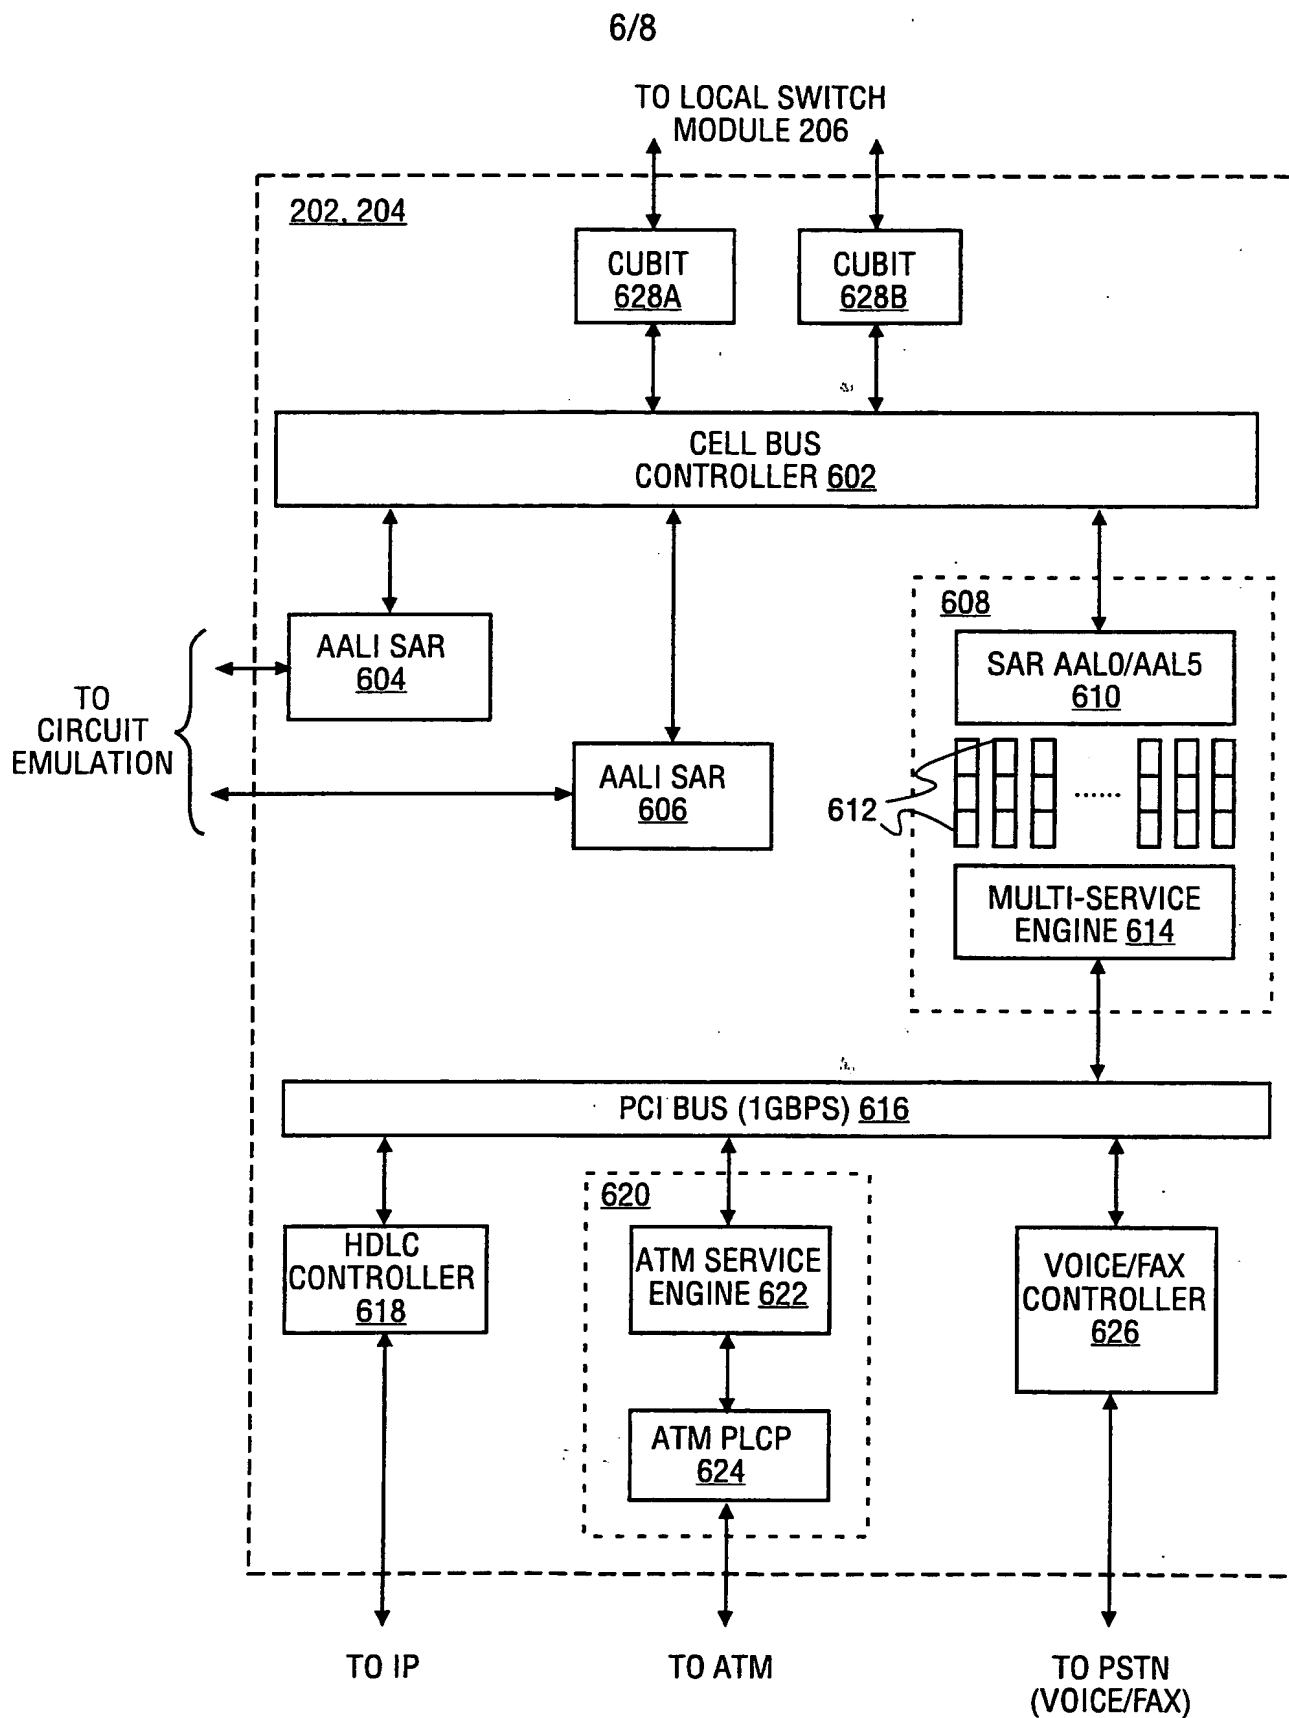 6/8
TO LOCAL SWITCH
MODULE 206
202, 204
CUBIT
628A
CUBIT
628B
CELL BUS
CONTROLLER 602
608
AALI SAR
604
SAR AAL0/AAL5
610
TO
CIRCUIT
EMULATION
AALI SAR
606
612
......
MULTI-SERVICE
ENGINE 614
PCI BUS (1GBPS) 616
620
HDLC
CONTROLLER
618
ATM SERVICE
ENGINE 622
VOICE/FAX
CONTROLLER
626
ATM PLCP
624
TO IP
TO ATM
TO PSTN
(VOICE/FAX)